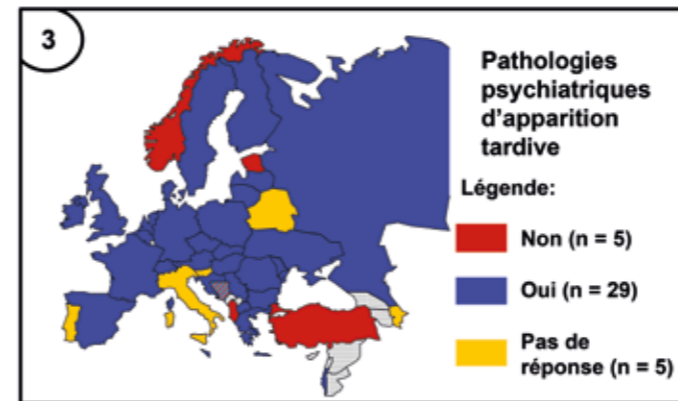 3
Pathologies
psychiatriques
d'apparition
tardive
Légende:
Non (n = 5)
Oui (n = 29)
Pas de
réponse (n = 5)